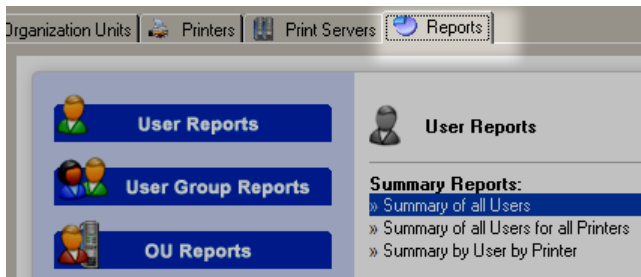 Organization Units
Printers
Print Servers
Reports
User Reports
User Group Reports
OU Reports
User Reports
Summary Reports:
» Summary of all Users
» Summary of all Users for all Printers
» Summary by User by Printer